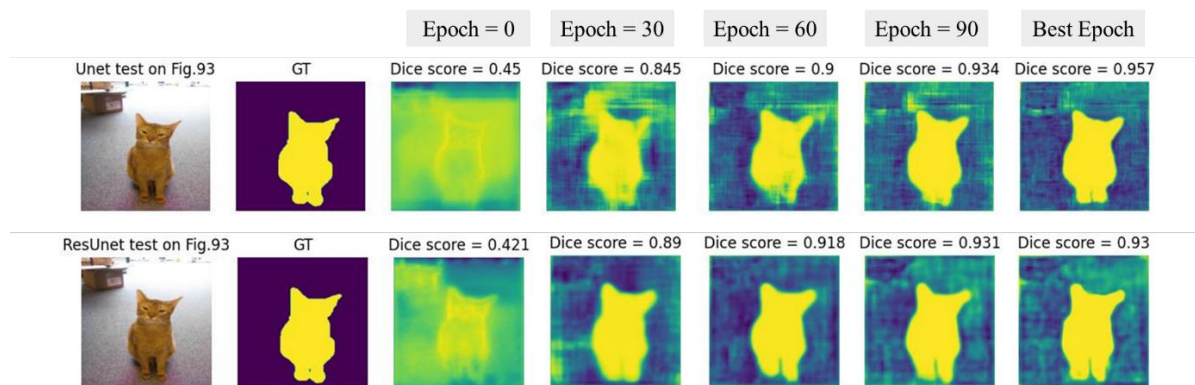 Epoch = 0 Epoch = 30 Epoch = 60 Epoch = 90 Best Epoch
Unet test on Fig.93 GT Dice score = 0.45 Dice score = 0.845 Dice score = 0.9 Dice score = 0.934 Dice score = 0.957
ResUnet test on Fig.93 GT Dice score = 0.421 Dice score = 0.89 Dice score = 0.918 Dice score = 0.931 Dice score = 0.93